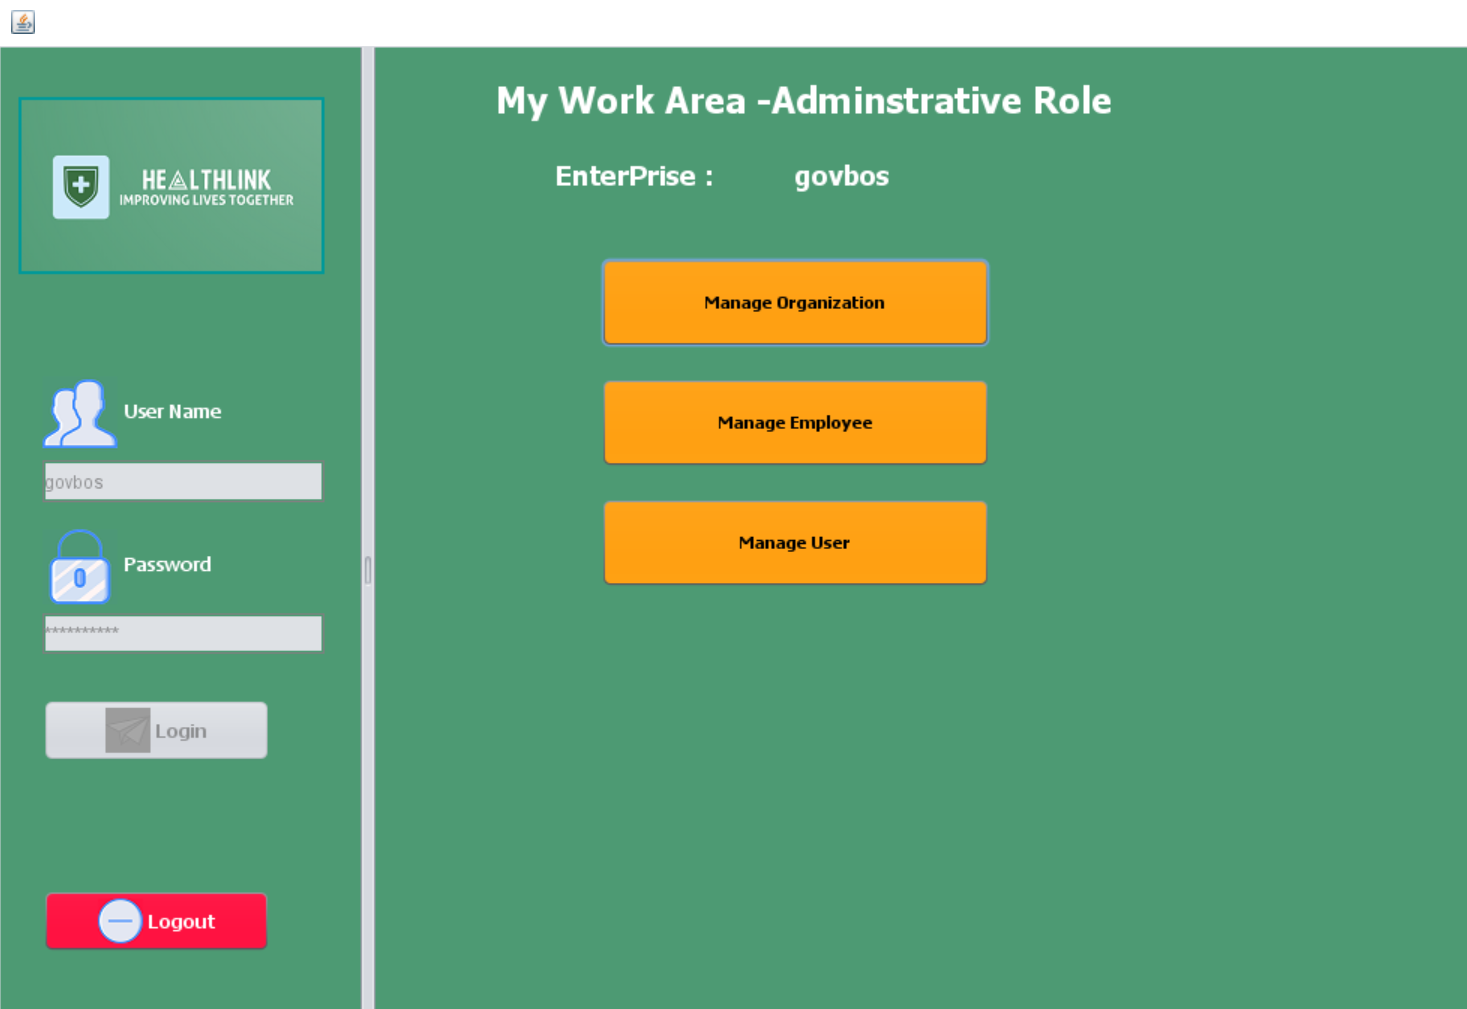 HEALTHLINK
IMPROVING LIVES TOGETHER
User Name
govbos
Password
**********
Login
Logout
My Work Area -Adminstrative Role
EnterPrise : govbos
Manage Organization
Manage Employee
Manage User